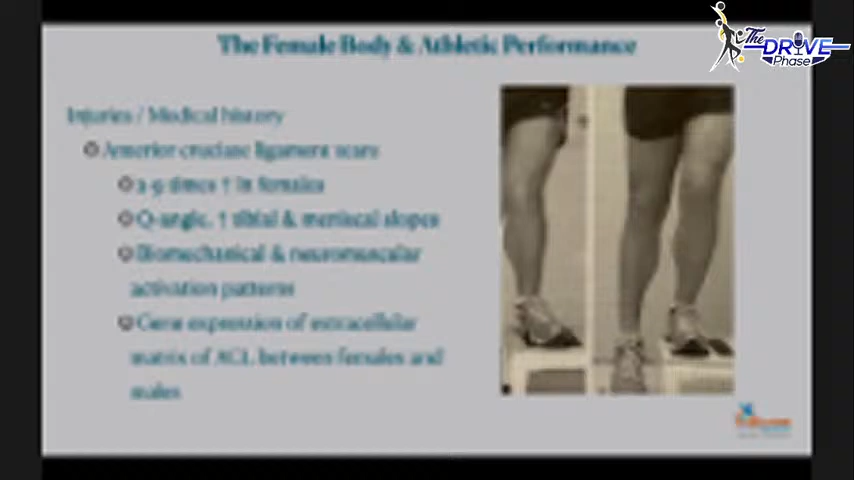 The DRIVE
Phase
The Female Body & Athletic Performance
Injuries / Medical history
Anterior cruciate ligament tears
2-9 times ↑ in females
Q-angle, ↑ tibial & meniscal slopes
Biomechanical & neuromuscular
activation patterns
Gene expression of extracellular
matrix of ACL between females and
males